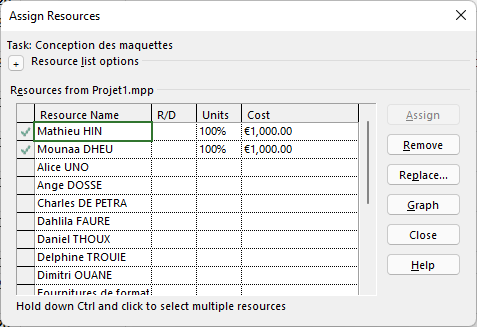 Assign Resources
Task: Conception des maquettes
+ Resource list options
Resources from Projet1.mpp
Resource Name R/D Units Cost
Mathieu HIN 100% €1,000.00
Mounaa DHEU 100% €1,000.00
Alice UNO
Ange DOSSE
Charles DE PETRA
Dahlila FAURE
Daniel THOUX
Delphine TROUIE
Dimitri OUANE
Fournitures de format
Assign
Remove
Replace...
Graph
Close
Help
Hold down Ctrl and click to select multiple resources